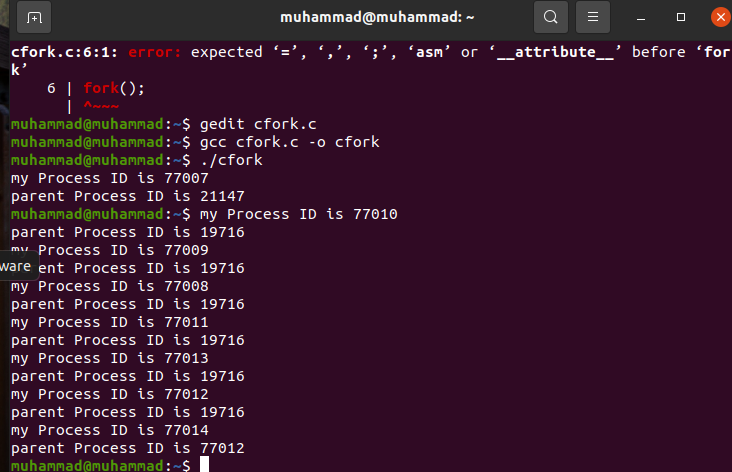 muhammad@muhammad: ~
cfork.c:6:1: error: expected ‘=’, ‘,’, ‘;’, ‘asm’ or ‘__attribute__’ before ‘for
k’
6 | fork();
| ^~~~
muhammad@muhammad:~$ gedit cfork.c
muhammad@muhammad:~$ gcc cfork.c -o cfork
muhammad@muhammad:~$ ./cfork
my Process ID is 77007
parent Process ID is 21147
muhammad@muhammad:~$ my Process ID is 77010
parent Process ID is 19716
my Process ID is 77009
ware
ent Process ID is 19716
my Process ID is 77008
parent Process ID is 19716
my Process ID is 77011
parent Process ID is 19716
my Process ID is 77013
parent Process ID is 19716
my Process ID is 77012
parent Process ID is 19716
my Process ID is 77014
parent Process ID is 77012
muhammad@muhammad:~$